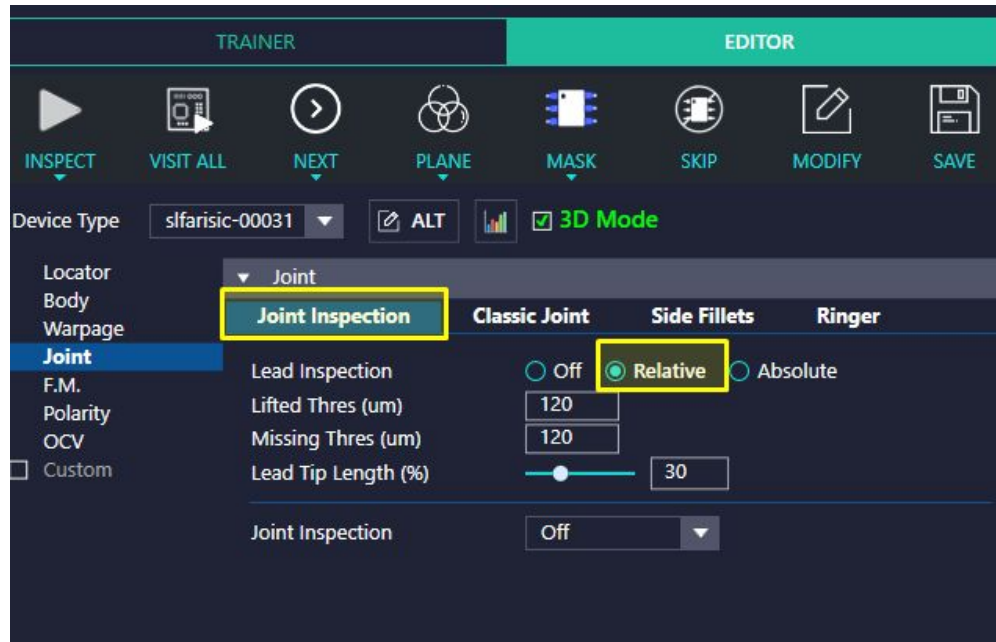 TRAINER EDITOR
INSPECT VISIT ALL NEXT PLANE MASK SKIP MODIFY SAVE
Device Type slfarisic-00031 ALT 3D Mode
Locator
Body
Warpage
Joint
F.M.
Polarity
OCV
Custom
Joint
Joint Inspection Classic Joint Side Fillets Ringer
Lead Inspection Off Relative Absolute
Lifted Thres (um) 120
Missing Thres (um) 120
Lead Tip Length (%) 30
Joint Inspection Off